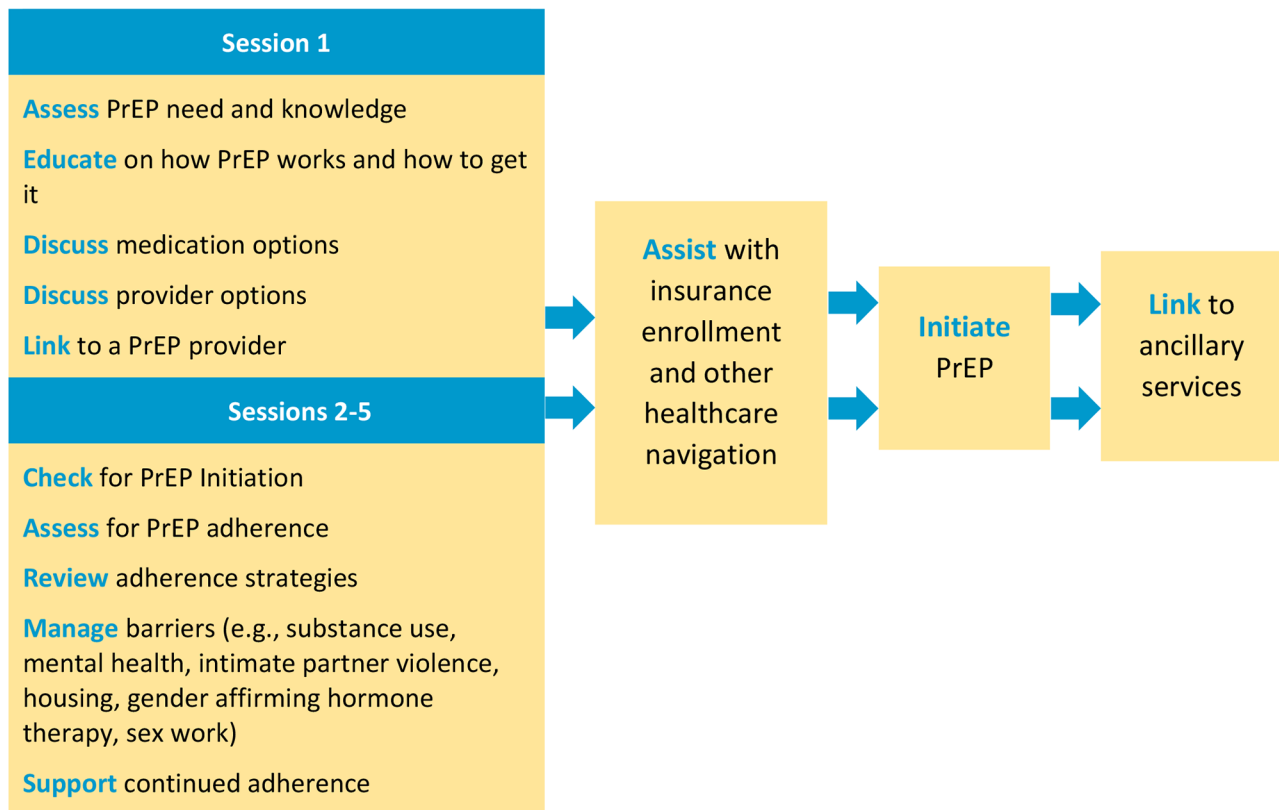 Session 1
Assess PrEP need and knowledge
Educate on how PrEP works and how to get
it
Discuss medication options
Discuss provider options
Link to a PrEP provider
Sessions 2-5
Check for PrEP Initiation
Assess for PrEP adherence
Review adherence strategies
Manage barriers (e.g., substance use,
mental health, intimate partner violence,
housing, gender affirming hormone
therapy, sex work)
Support continued adherence
Assist with
insurance
enrollment
and other
healthcare
navigation
Initiate
PrEP
Link to
ancillary
services